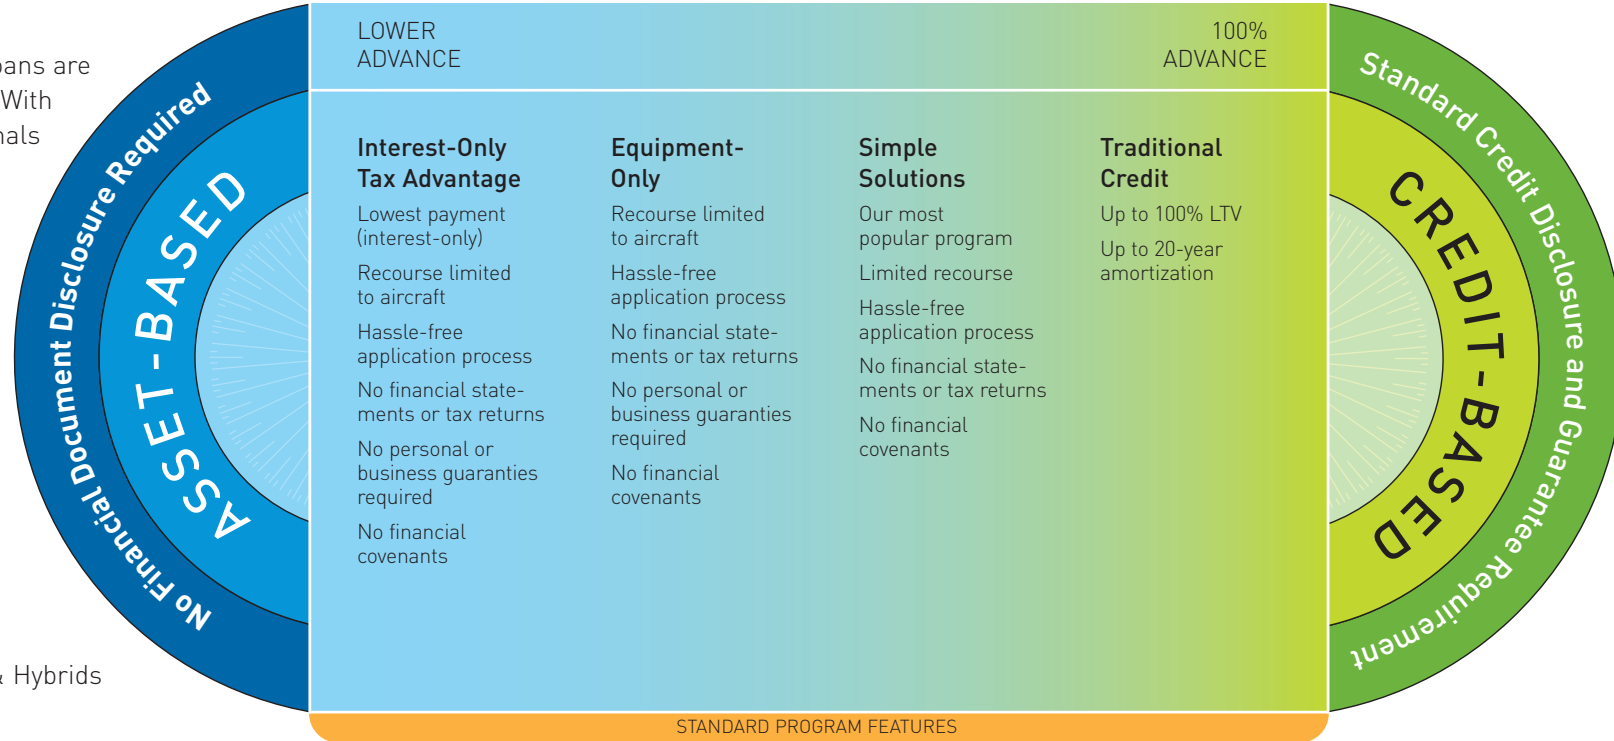 oans are
With
nals
& Hybrids
No Financial Document Disclosure Required
ASSET-BASED
LOWER
ADVANCE
100%
ADVANCE
Interest-Only
Tax Advantage
Lowest payment
(interest-only)
Recourse limited
to aircraft
Hassle-free
application process
No financial state-
ments or tax returns
No personal or
business guaranties
required
No financial
covenants
Equipment-
Only
Recourse limited
to aircraft
Hassle-free
application process
No financial state-
ments or tax returns
No personal or
business guaranties
required
No financial
covenants
Simple
Solutions
Our most
popular program
Limited recourse
Hassle-free
application process
No financial state-
ments or tax returns
No financial
covenants
Traditional
Credit
Up to 100% LTV
Up to 20-year
amortization
CREDIT-BASED
Standard Credit Disclosure and Guarantee Requirement
STANDARD PROGRAM FEATURES